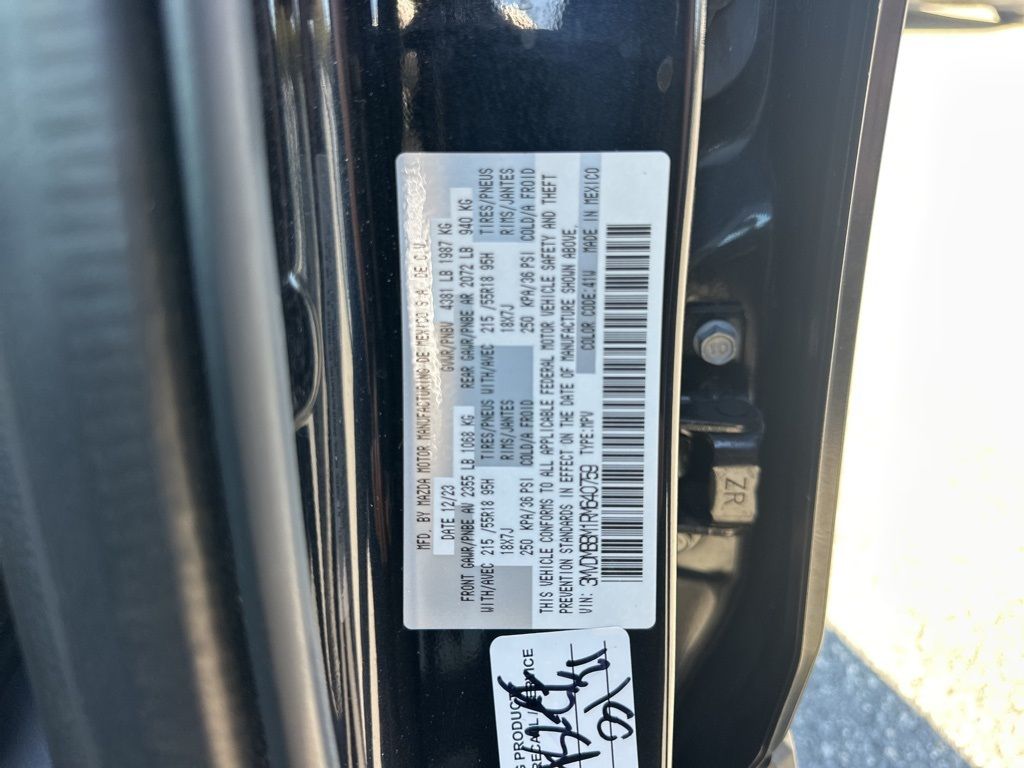 MFD. BY MAZDA MOTOR MANUFACTURING DE MEXICO S.A. DE C.V.
DATE 12/23 GVWR/PNBV 4381 LB 1987 KG
FRONT GAWR/PNBE AV 2355 LB 1068 KG REAR GAWR/PNBE AR 2072 LB 940 KG
WITH/AVEC 215 /55R18 95H TIRES/PNEUS WITH/AVEC 215 /55R18 95H TIRES/PNEUS
18X7J RIMS/JANTES 18X7J RIMS/JANTES
250 KPA/36 PSI COLD/A FROID 250 KPA/36 PSI COLD/A FROID
THIS VEHICLE CONFORMS TO ALL APPLICABLE FEDERAL MOTOR VEHICLE SAFETY AND THEFT
PREVENTION STANDARDS IN EFFECT ON THE DATE OF MANUFACTURE SHOWN ABOVE.
VIN: 3MVDMBBM1RM640759 TYPE:MPV COLOR CODE:41W MADE IN MEXICO
ZR
PRODUCT
RECALL/SERVICE